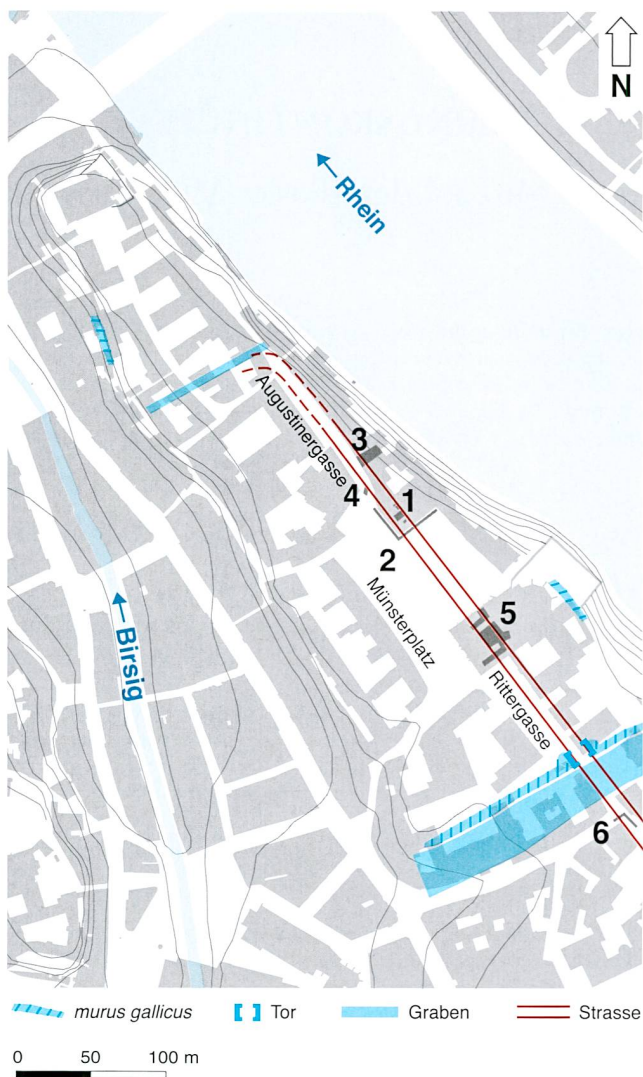 N
Rhein
Augustinergasse
3
4
1
2
Münsterplatz
5
Birsig
Rittergasse
6
murus gallicus Tor Graben Strasse
0 50 100 m